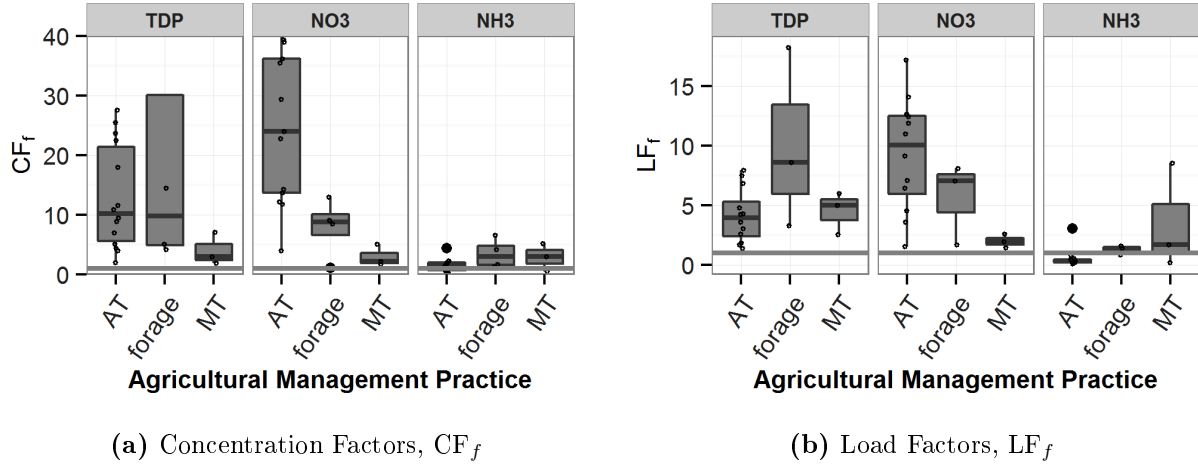 TDP NO3 NH3
40
30
20
10
0
CFf
AT forage MT AT forage MT AT forage MT
Agricultural Management Practice
(a) Concentration Factors, CFf
TDP NO3 NH3
15
10
5
0
LFf
AT forage MT AT forage MT AT forage MT
Agricultural Management Practice
(b) Load Factors, LFf